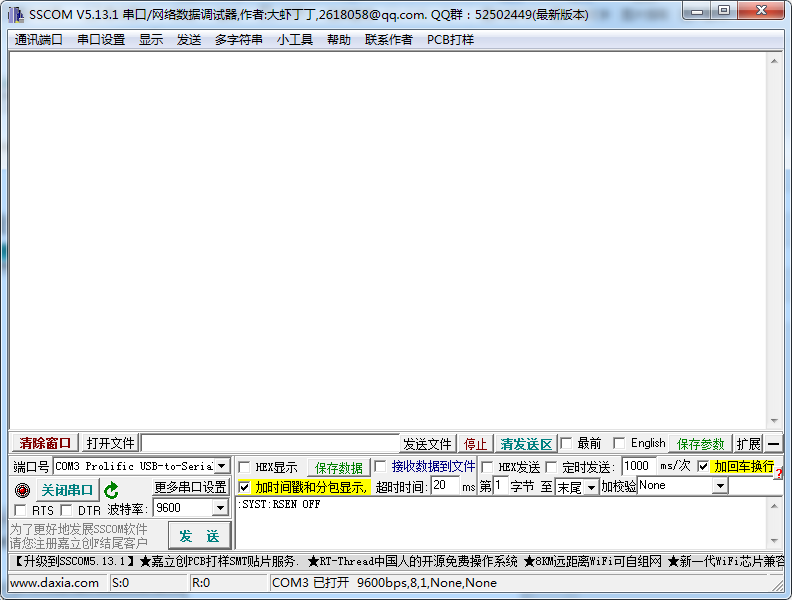 SSCOM V5.13.1 串口/网络数据调试器,作者:大虾丁丁,2618058@qq.com. QQ群：52502449(最新版本)
通讯端口 串口设置 显示 发送 多字符串 小工具 帮助 联系作者 PCB打样
清除窗口 打开文件 发送文件 停止 清发送区 最前 English 保存参数 扩展
端口号 COM3 Prolific USB-to-Seria HEX显示 保存数据 接收数据到文件 HEX发送 定时发送: 1000 ms/次 加回车换行
关闭串口 更多串口设置 加时间戳和分包显示, 超时时间: 20 ms 第 1 字节 至 末尾 加校验 None
RTS DTR 波特率: 9600 :SYST:RSEN OFF
为了更好地发展SSCOM软件
请您注册嘉立创F结尾客户
发 送
【升级到SSCOM5.13.1】★嘉立创PCB打样SMT贴片服务. ★RT-Thread中国人的开源免费操作系统 ★8KM远距离WiFi可自组网 ★新一代WiFi芯片兼容
www.daxia.com S:0 R:0 COM3 已打开 9600bps,8,1,None,None